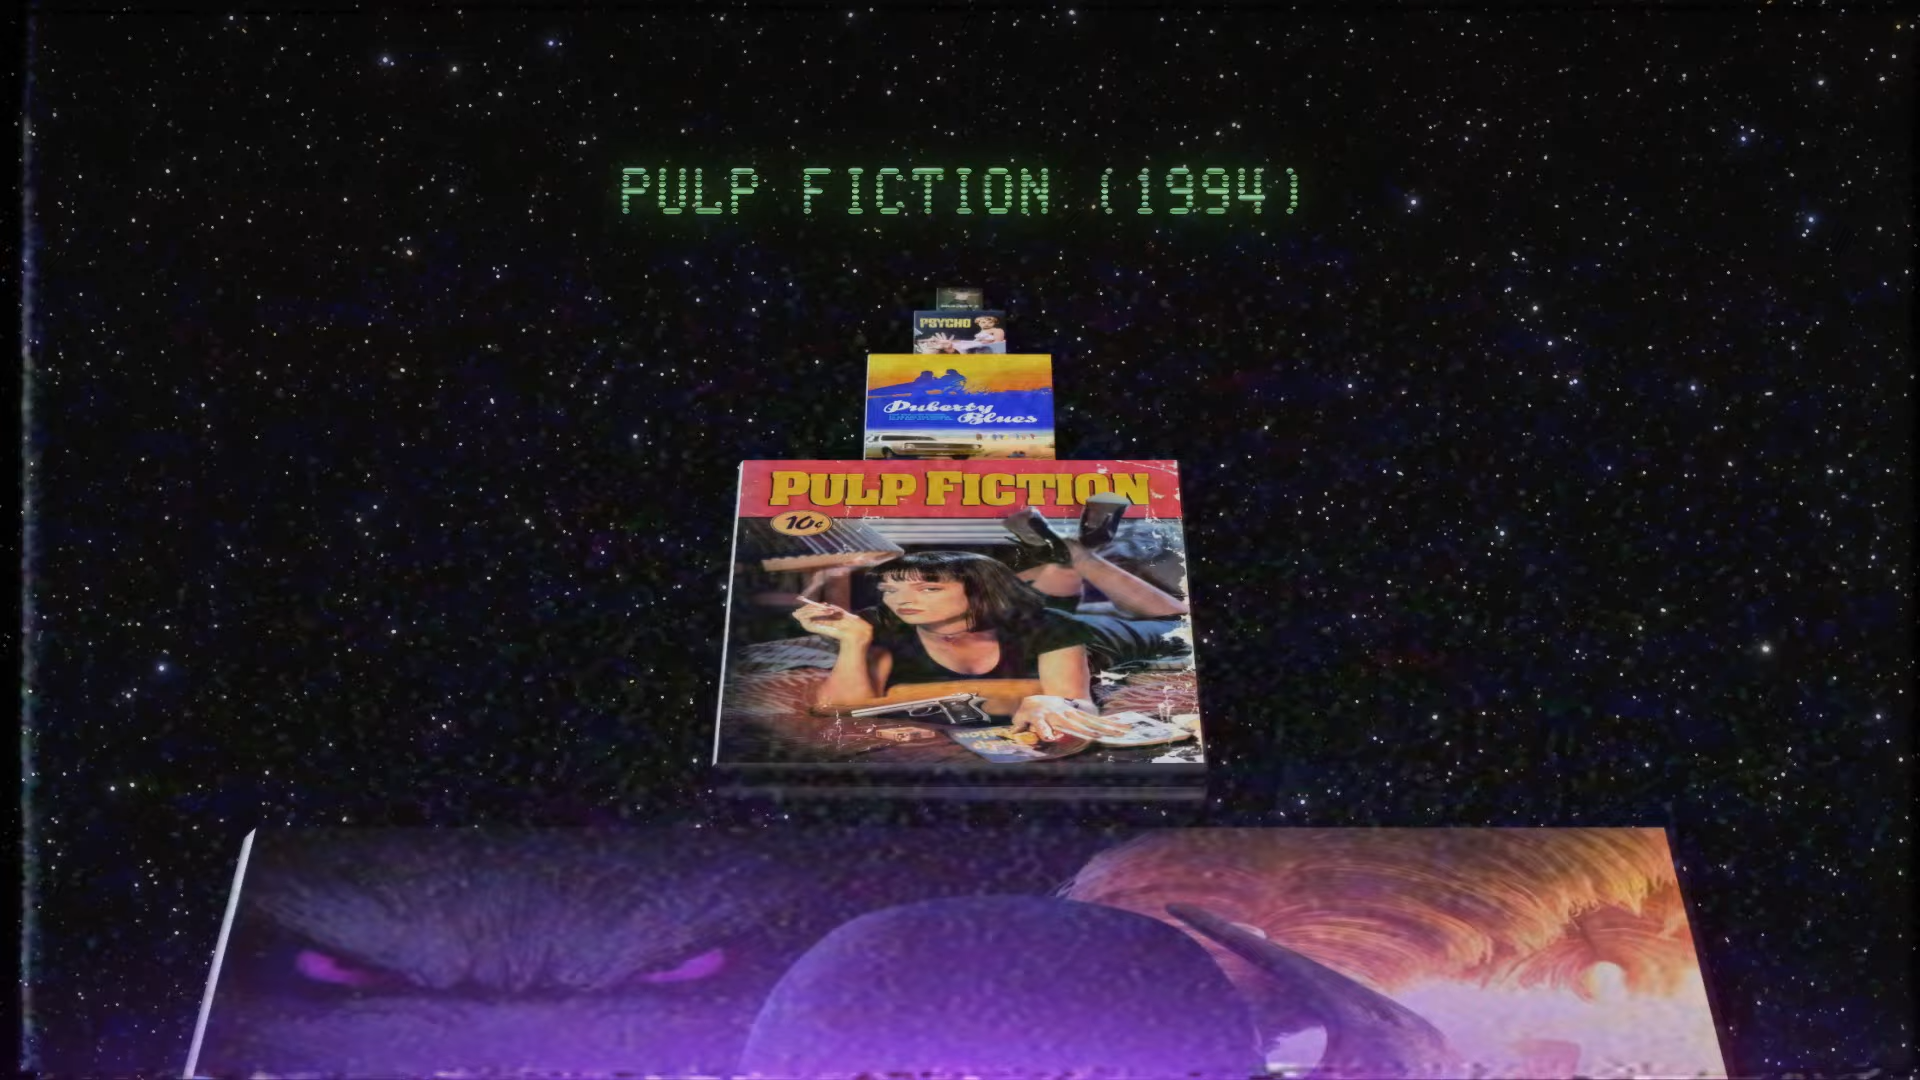 PULP FICTION (1994)
PSYCHO
Puberty
Blues
PULP FICTION
10¢